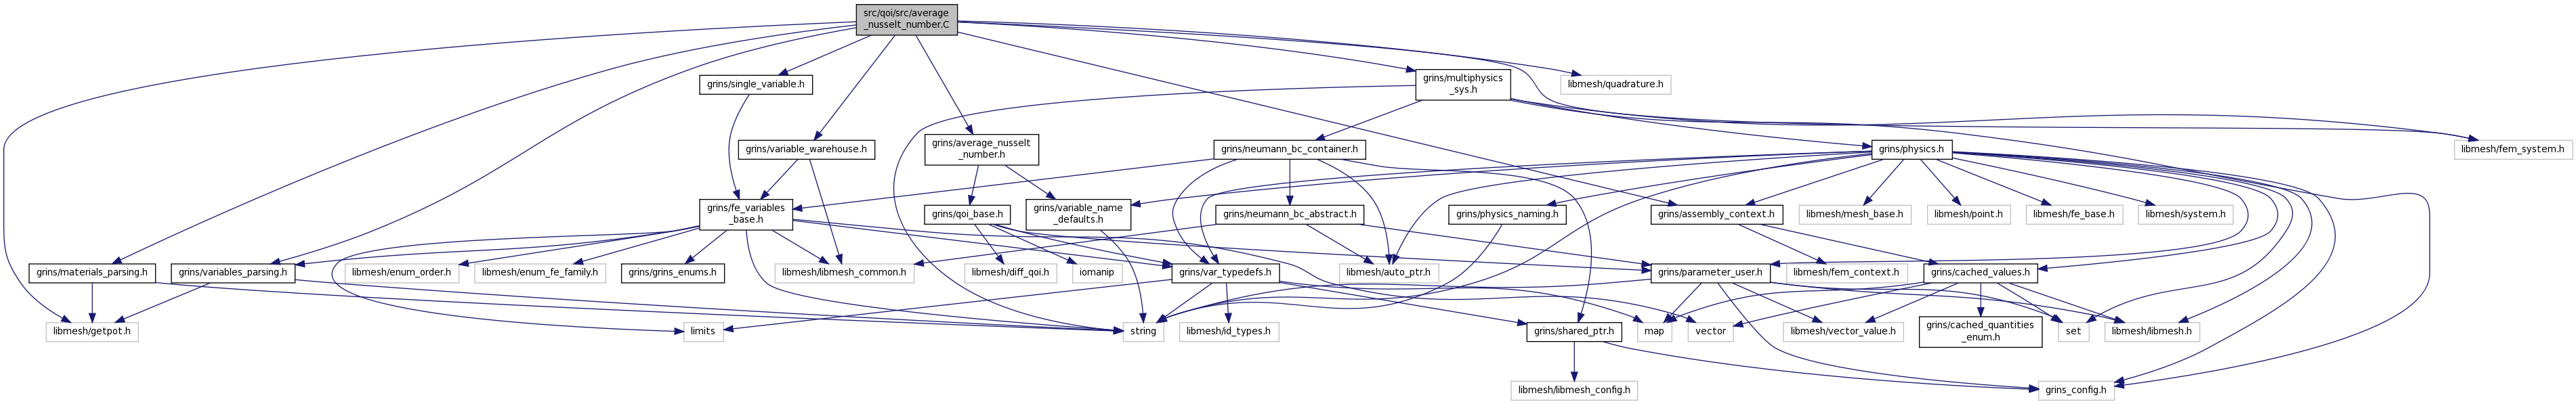 src/qoi/src/average
_nusselt_number.C
grins/single_variable.h
grins/multiphysics
_sys.h
libmesh/quadrature.h
grins/variable_warehouse.h
grins/average_nusselt
_number.h
grins/neumann_bc_container.h
grins/physics.h
libmesh/fem_system.h
grins/fe_variables
_base.h
grins/qoi_base.h
grins/variable_name
_defaults.h
grins/neumann_bc_abstract.h
grins/physics_naming.h
grins/assembly_context.h
libmesh/mesh_base.h
libmesh/point.h
libmesh/fe_base.h
libmesh/system.h
grins/materials_parsing.h
grins/variables_parsing.h
libmesh/enum_order.h
libmesh/enum_fe_family.h
grins/grins_enums.h
libmesh/libmesh_common.h
libmesh/diff_qoi.h
iomanip
grins/var_typedefs.h
libmesh/auto_ptr.h
grins/parameter_user.h
libmesh/fem_context.h
grins/cached_values.h
libmesh/getpot.h
limits
string
libmesh/id_types.h
grins/shared_ptr.h
map
vector
libmesh/vector_value.h
grins/cached_quantities
_enum.h
set
libmesh/libmesh.h
libmesh/libmesh_config.h
grins_config.h